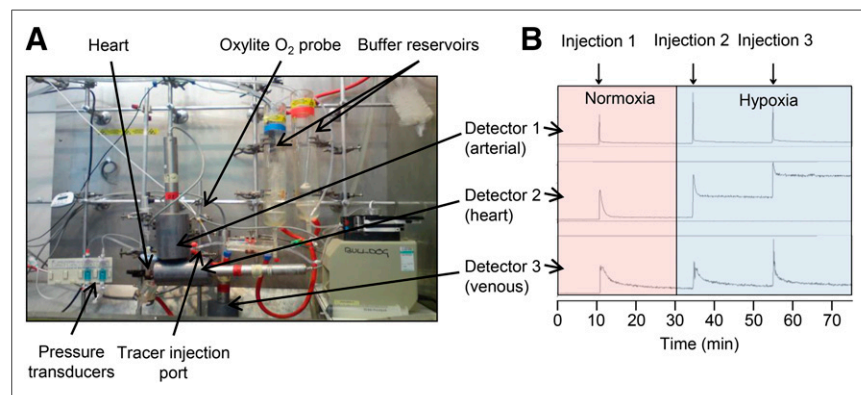 A
Heart
Oxylite O2 probe
Buffer reservoirs
Detector 1
(arterial)
Detector 2
(heart)
Detector 3
(venous)
Pressure
transducers
Tracer injection
port
B
Injection 1
Injection 2
Injection 3
Normoxia
Hypoxia
0 10 20 30 40 50 60 70
Time (min)